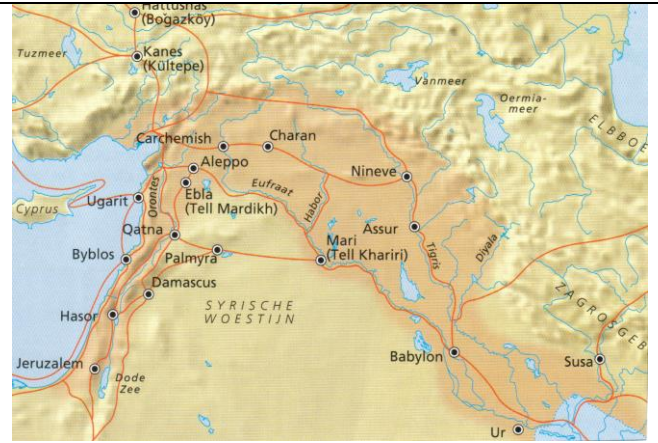 Hattushas
(Boğazköy)
Tuzmeer
Kanes
(Kültepe)
Vanmeer
Oermia-
meer
ELBBOE
Carchemish
Charan
Aleppo
Nineve
Eufraat
Habor
Cyprus
Ugarit
Orontes
Ebla
(Tell Mardikh)
Assur
Qatna
Mari
(Tell Khariri)
Tigris
Diyala
Byblos
Palmyra
Damascus
ZAGROSGEB
SYRISCHE
WOESTIJN
Hasor
Babylon
Susa
Jeruzalem
Dode
Zee
Ur